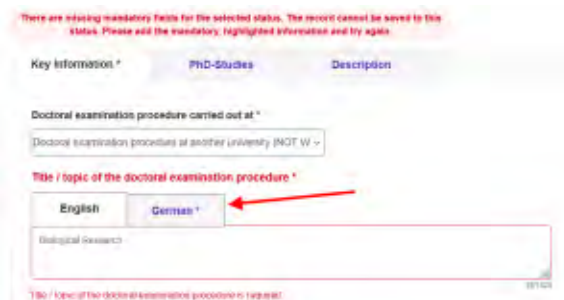 There are missing mandatory fields for the selected status. The record cannot be saved to this
status. Please add the mandatory, highlighted information and try again.
Key Information *
PhD-Studies
Description
Doctoral examination procedure carried out at *
Doctoral examination procedure at another university (NOT W
Title / topic of the doctoral examination procedure *
English
German *
Biological Research
Title / topic of the doctoral examination procedure is required.